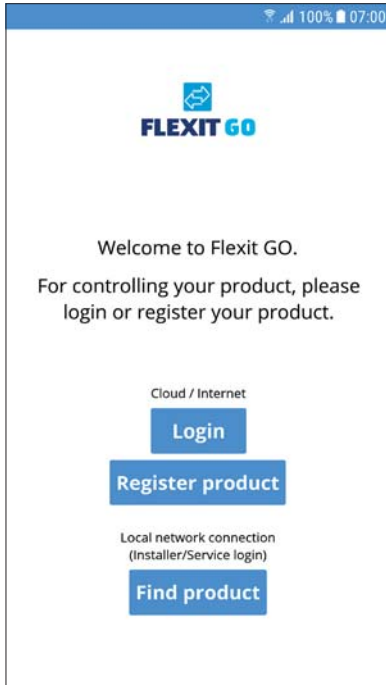 100% 07:00
FLEXIT GO
Welcome to Flexit GO.
For controlling your product, please
login or register your product.
Cloud / Internet
Login
Register product
Local network connection
(Installer/Service login)
Find product